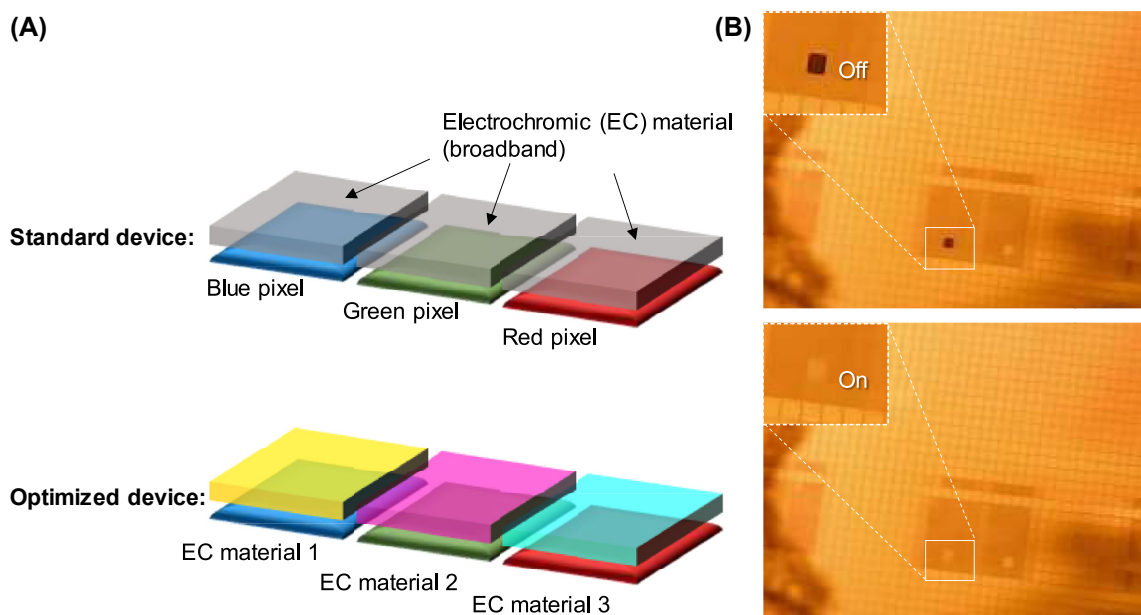 (A)
(B)
Off
Electrochromic (EC) material
(broadband)
Standard device:
Blue pixel
Green pixel
Red pixel
On
Optimized device:
EC material 1
EC material 2
EC material 3